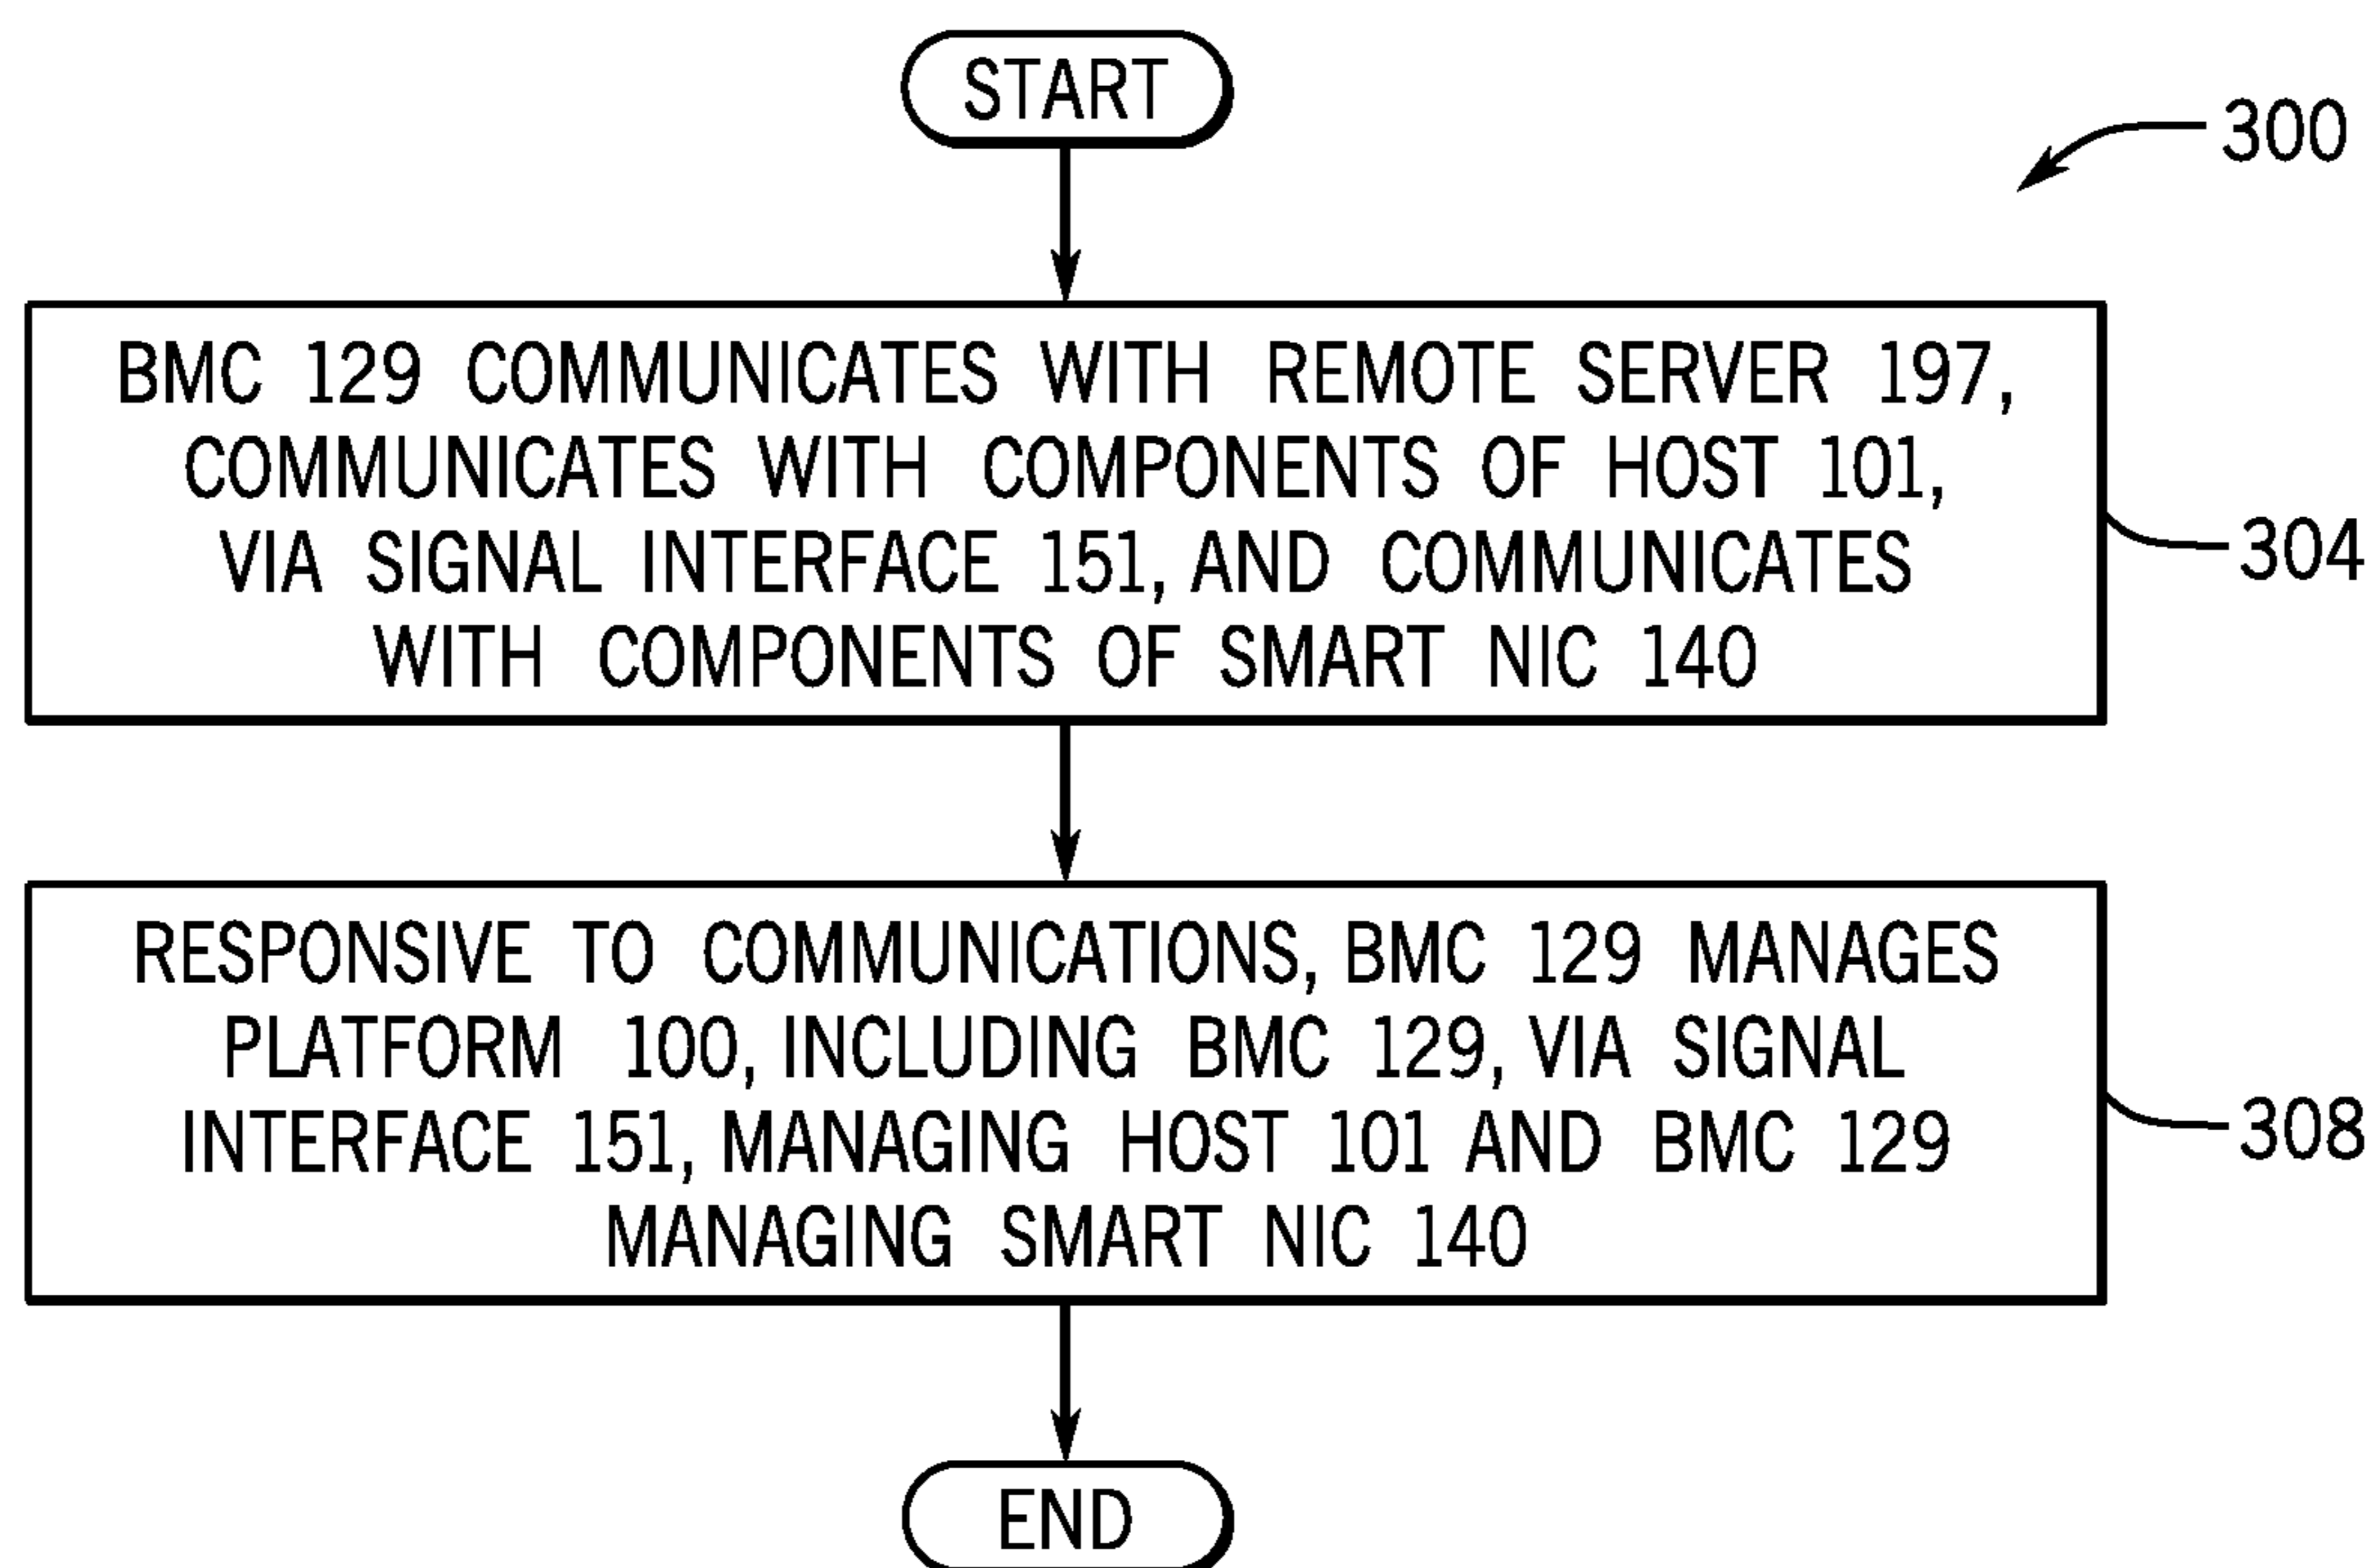 START
300
BMC 129 COMMUNICATES WITH REMOTE SERVER 197,
COMMUNICATES WITH COMPONENTS OF HOST 101,
VIA SIGNAL INTERFACE 151, AND COMMUNICATES
WITH COMPONENTS OF SMART NIC 140
304
RESPONSIVE TO COMMUNICATIONS, BMC 129 MANAGES
PLATFORM 100, INCLUDING BMC 129, VIA SIGNAL
INTERFACE 151, MANAGING HOST 101 AND BMC 129
MANAGING SMART NIC 140
308
END